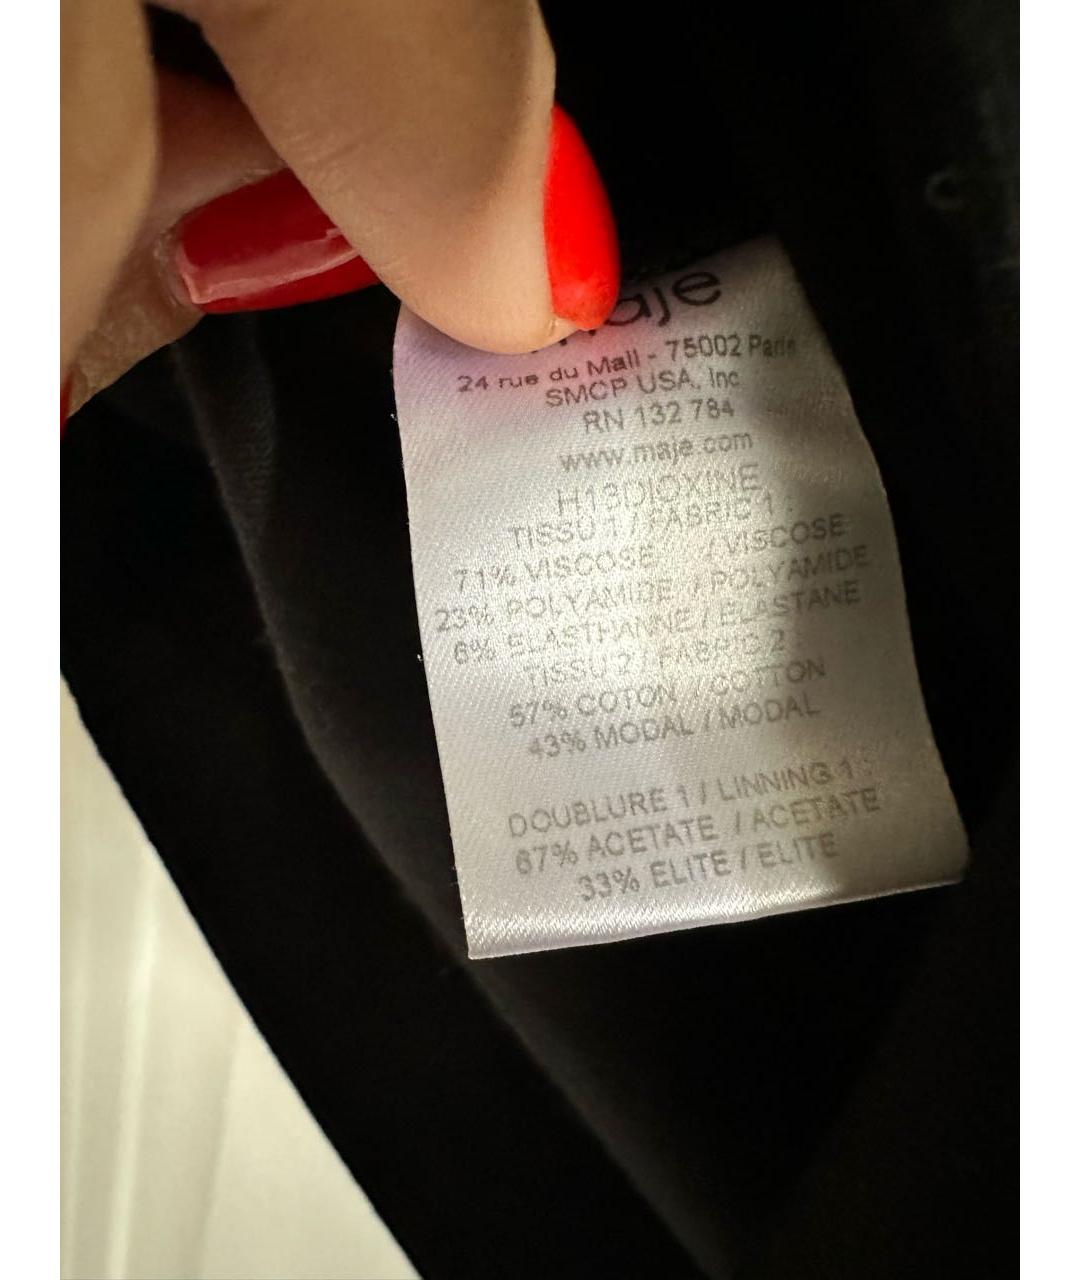 maje
24 rue du Mail - 75002 Paris
SMCP USA, Inc
RN 132 784
www.maje.com
H13DIOXINE
TISSU 1 / FABRIC 1 :
71% VISCOSE / VISCOSE
23% POLYAMIDE / POLYAMIDE
6% ELASTHANNE / ELASTANE
TISSU 2 / FABRIC 2
57% COTON / COTTON
43% MODAL / MODAL
DOUBLURE 1 / LINNING 1 :
67% ACETATE / ACETATE
33% ELITE / ELITE